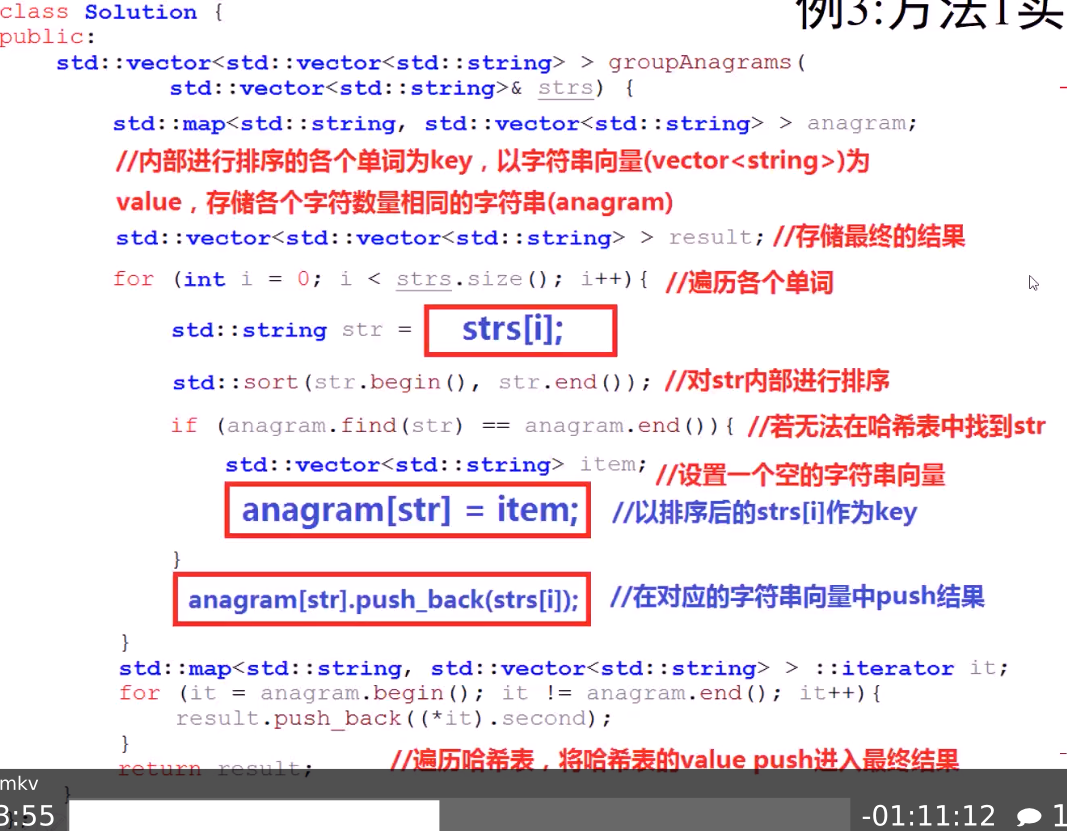 例3:方法1实
class Solution {
public:
std::vector<std::vector<std::string> > groupAnagrams(
std::vector<std::string>& strs) {
std::map<std::string, std::vector<std::string> > anagram;
//内部进行排序的各个单词为key，以字符串向量(vector<string>)为
value，存储各个字符数量相同的字符串(anagram)
std::vector<std::vector<std::string> > result; //存储最终的结果
for (int i = 0; i < strs.size(); i++){ //遍历各个单词
std::string str = strs[i];
std::sort(str.begin(), str.end()); //对str内部进行排序
if (anagram.find(str) == anagram.end()){ //若无法在哈希表中找到str
std::vector<std::string> item; //设置一个空的字符串向量
anagram[str] = item; //以排序后的strs[i]作为key
}
anagram[str].push_back(strs[i]); //在对应的字符串向量中push结果
}
std::map<std::string, std::vector<std::string> > ::iterator it;
for (it = anagram.begin(); it != anagram.end(); it++){
result.push_back((*it).second);
}
return result; //遍历哈希表，将哈希表的value push进入最终结果
mkv
}
3:55 -01:11:12 1